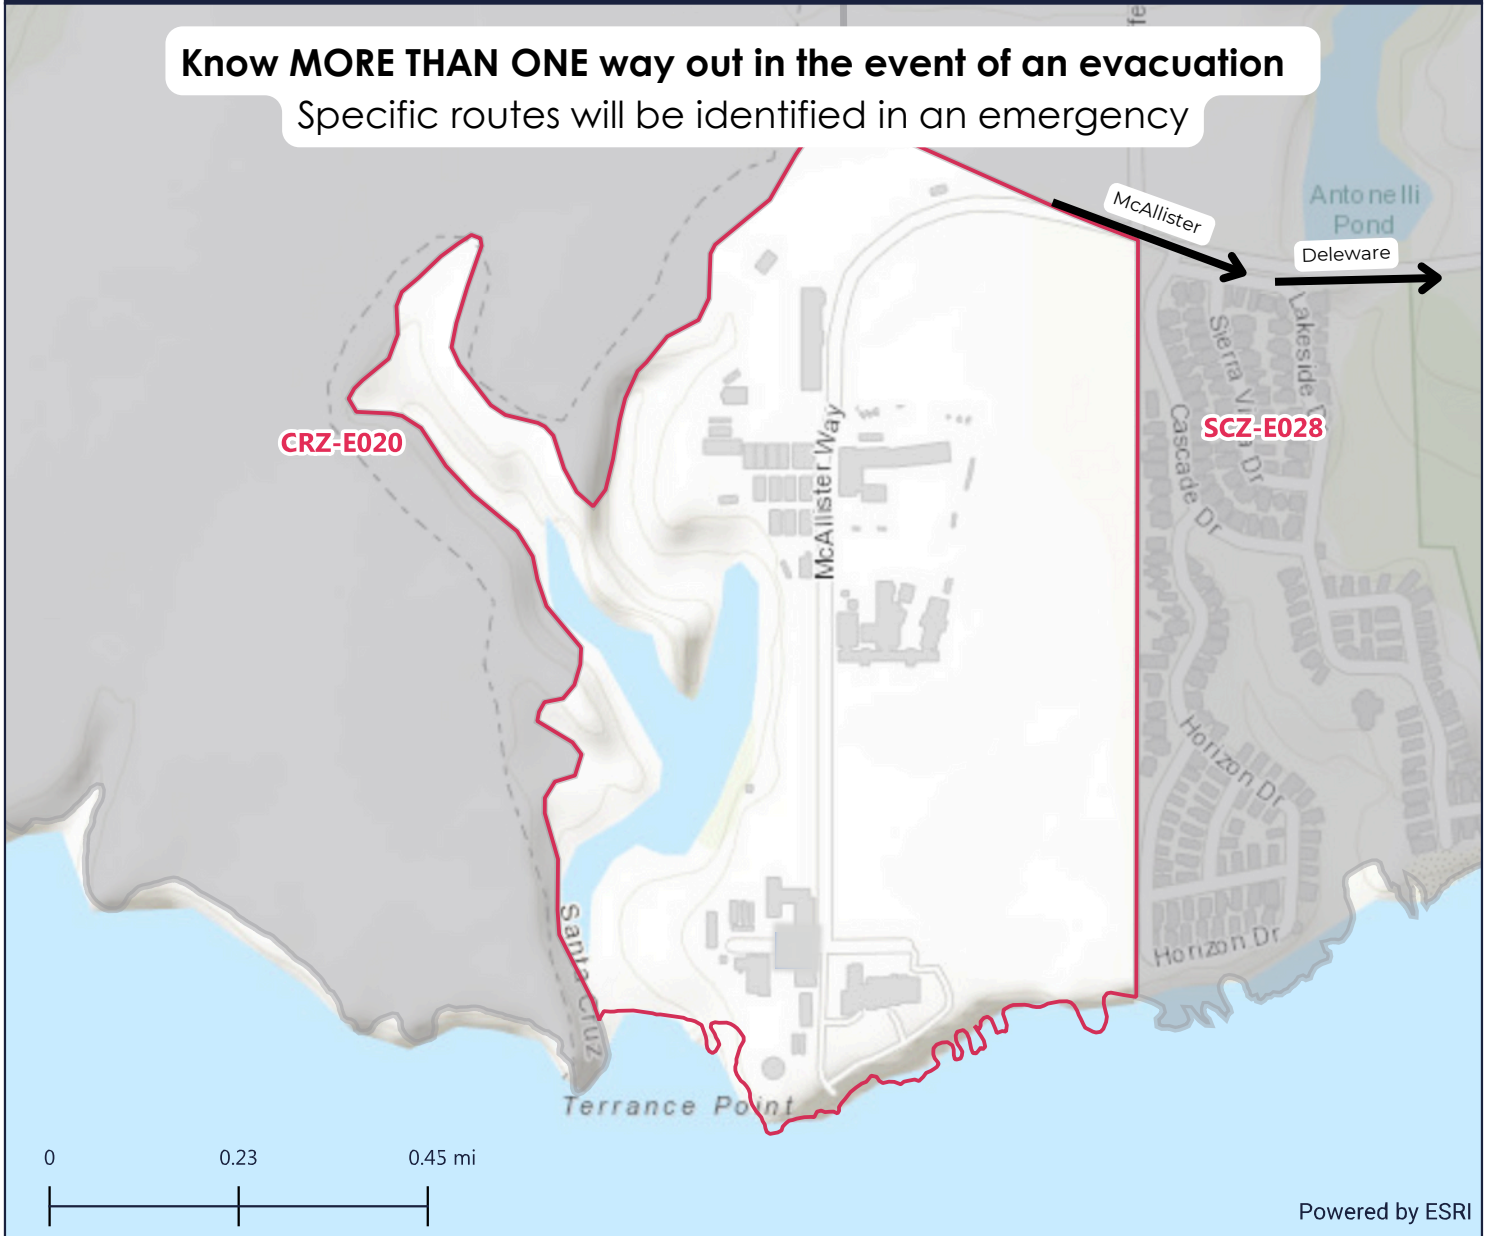 Know MORE THAN ONE way out in the event of an evacuation
Specific routes will be identified in an emergency
Antonelli
Pond
McAllister
Deleware
Lakeside D
Sierra Vista Dr
SCZ-E028
CRZ-E020
Cascade Dr
McAllister Way
Horizon Dr
Santa Cruz
Horizon Dr
Terrance Point
0
0.23
0.45 mi
Powered by ESRI